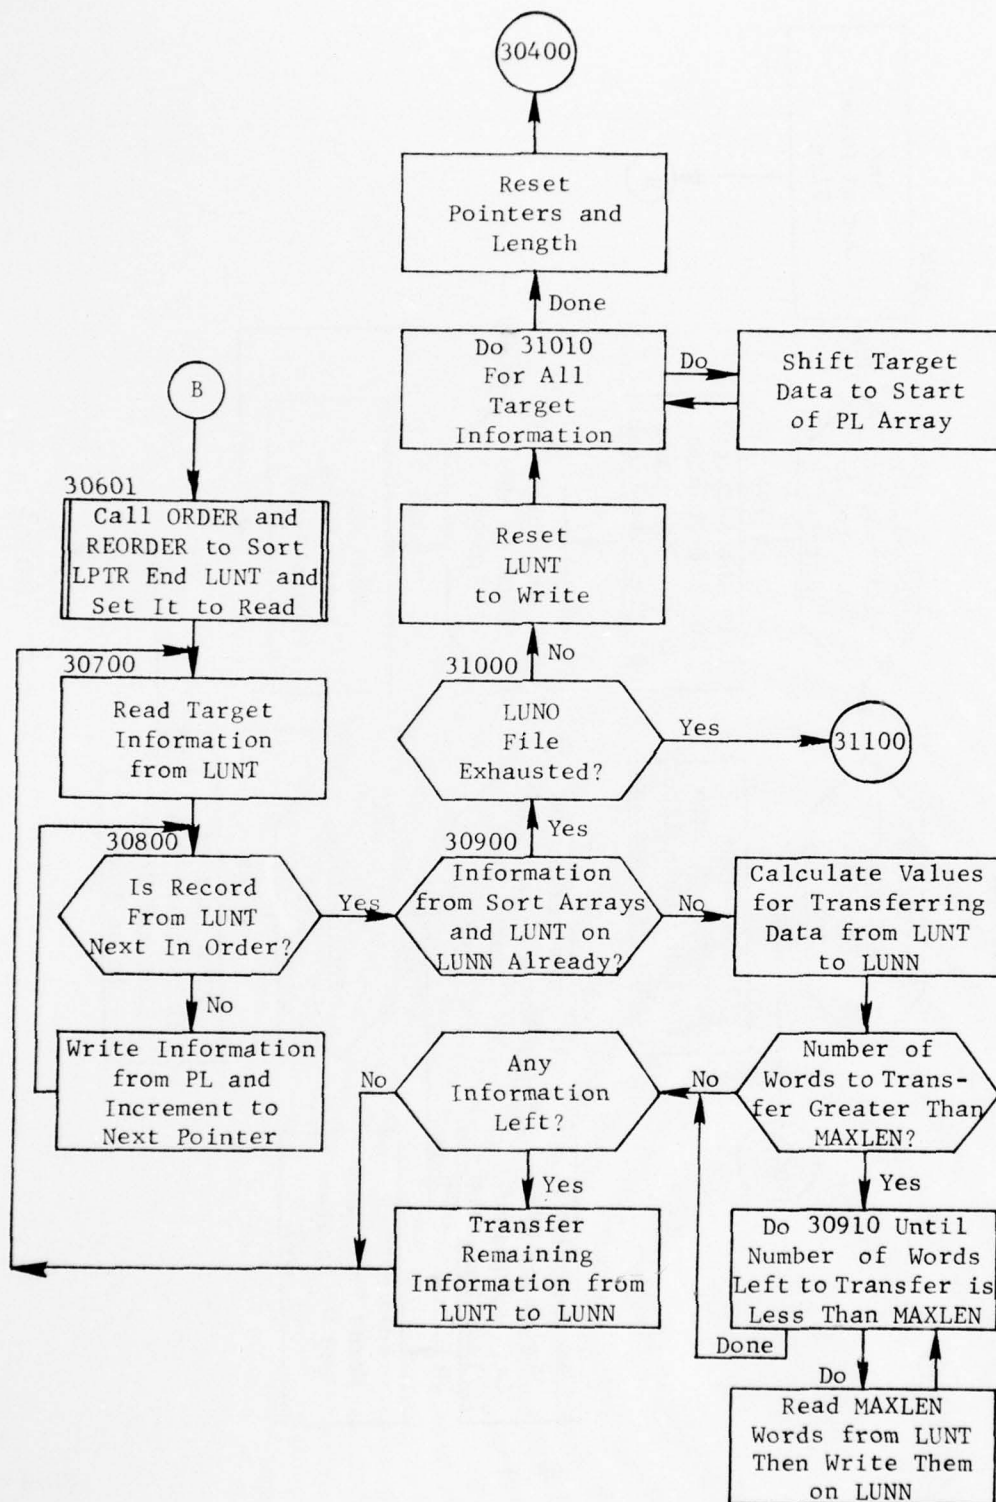 30400
Reset
Pointers and
Length
Done
Do 31010
For All
Target
Information
Do
Shift Target
Data to Start
of PL Array
B
30601
Call ORDER and
REORDER to Sort
LPTR End LUNT and
Set It to Read
Reset
LUNT
to Write
30700
Read Target
Information
from LUNT
31000
No
LUNO
File
Exhausted?
Yes
31100
30800
Is Record
From LUNT
Next In Order?
Yes
30900
Yes
Information
from Sort Arrays
and LUNT on
LUNN Already?
No
Calculate Values
for Transferring
Data from LUNT
to LUNN
No
Write Information
from PL and
Increment to
Next Pointer
No
Any
Information
Left?
No
Number of
Words to Trans-
fer Greater Than
MAXLEN?
Yes
Transfer
Remaining
Information from
LUNT to LUNN
Yes
Do 30910 Until
Number of Words
Left to Transfer is
Less Than MAXLEN
Done
Do
Read MAXLEN
Words from LUNT
Then Write Them
on LUNN